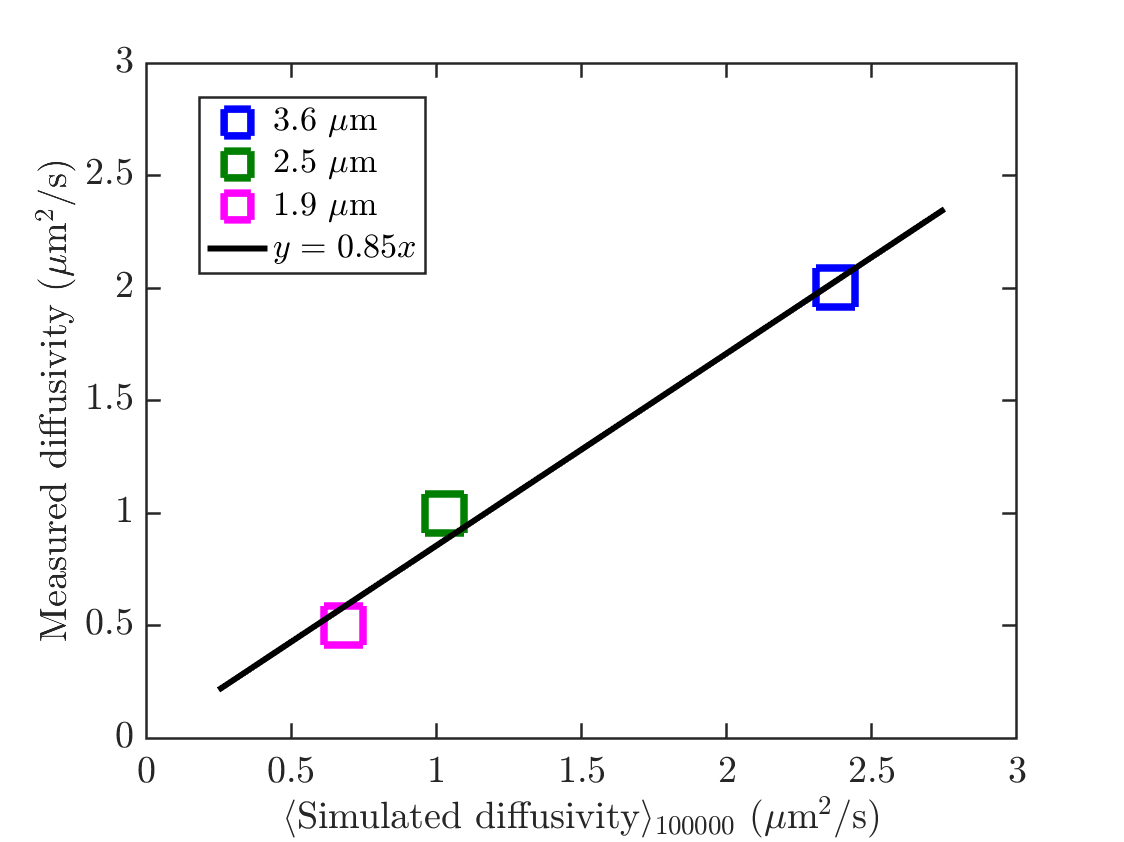 3
2.5
2
1.5
1
0.5
0
Measured diffusivity (μm²/s)
3.6 μm
2.5 μm
1.9 μm
y = 0.85x
0 0.5 1 1.5 2 2.5 3
⟨Simulated diffusivity⟩₁₀₀₀₀₀ (μm²/s)